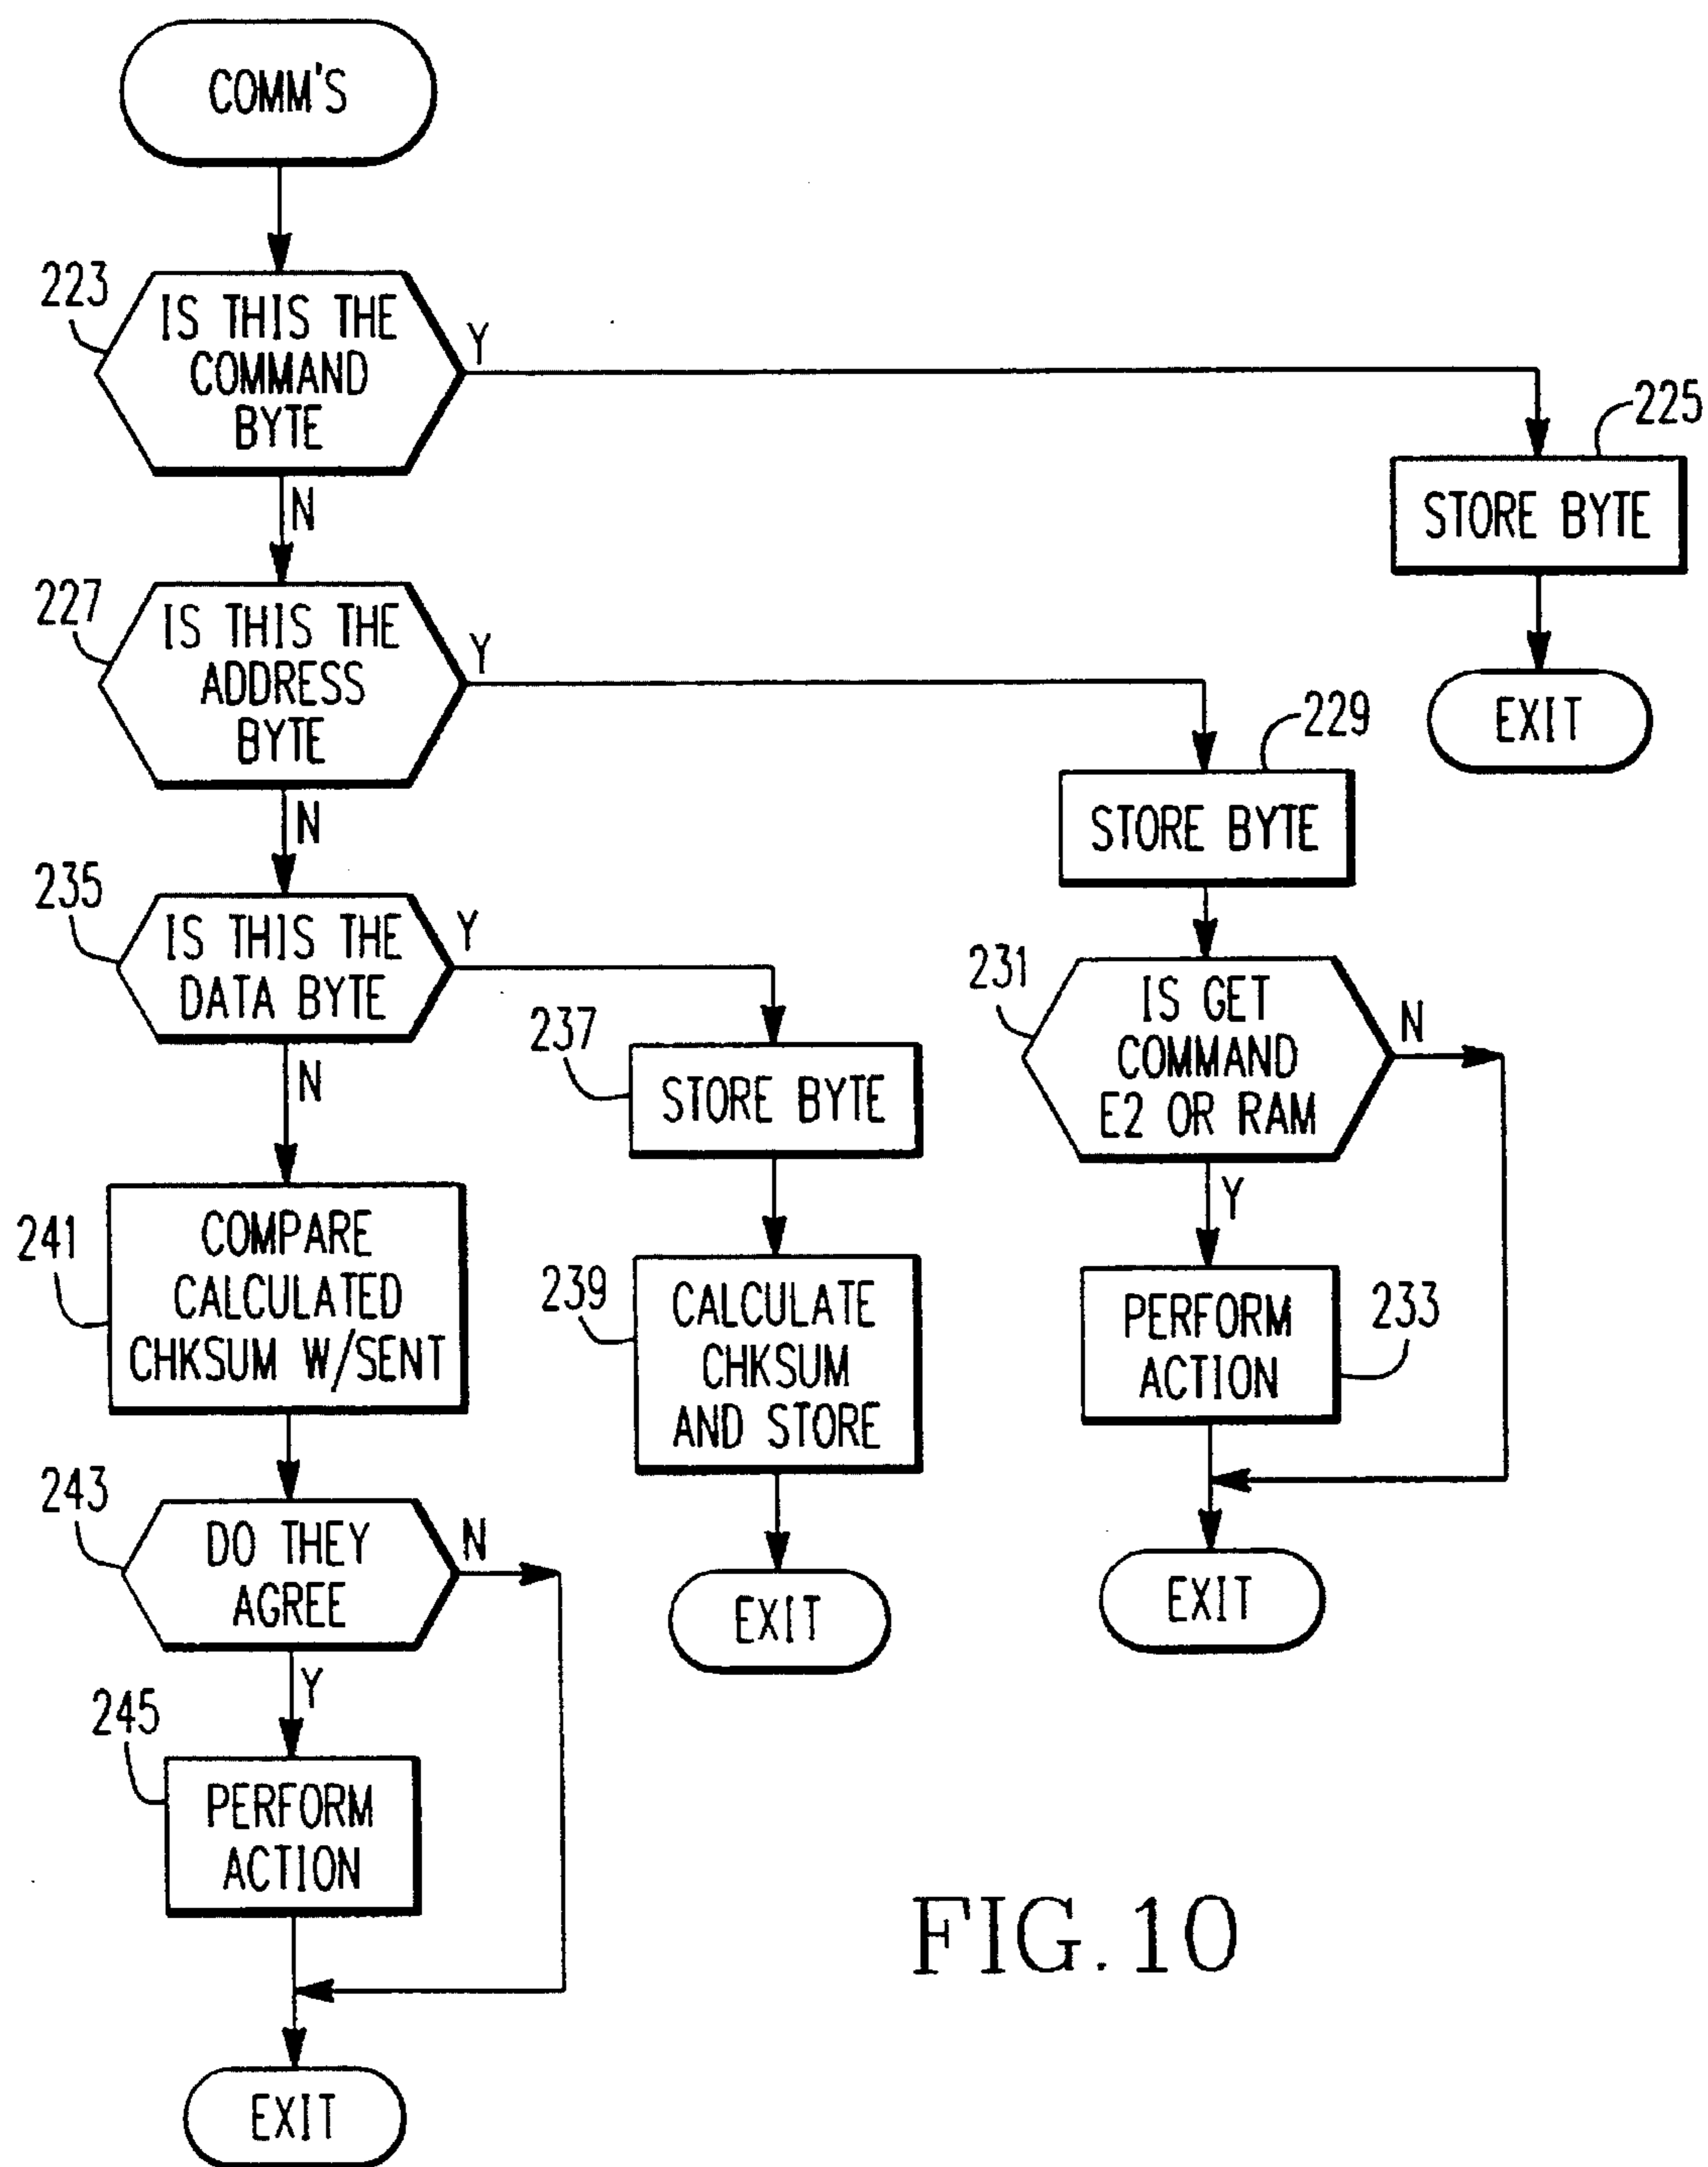 COMM'S
223
IS THIS THE
COMMAND
BYTE
Y
N
225
STORE BYTE
EXIT
227
IS THIS THE
ADDRESS
BYTE
Y
N
229
STORE BYTE
231
IS GET
COMMAND
E2 OR RAM
N
Y
PERFORM
ACTION
233
EXIT
235
IS THIS THE
DATA BYTE
Y
N
237
STORE BYTE
239
CALCULATE
CHKSUM
AND STORE
EXIT
241
COMPARE
CALCULATED
CHKSUM W/SENT
243
DO THEY
AGREE
N
Y
245
PERFORM
ACTION
EXIT
FIG. 10